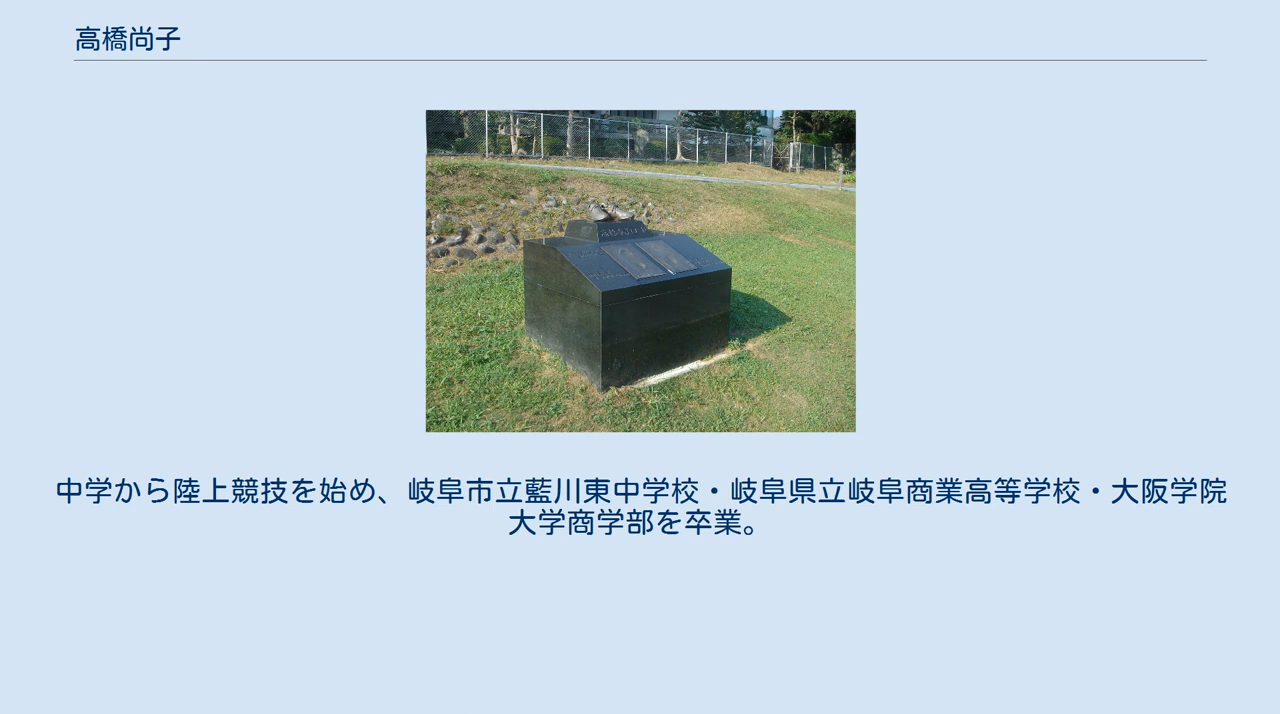 高橋尚子
中学から陸上競技を始め、岐阜市立藍川東中学校・岐阜県立岐阜商業高等学校・大阪学院
大学商学部を卒業。